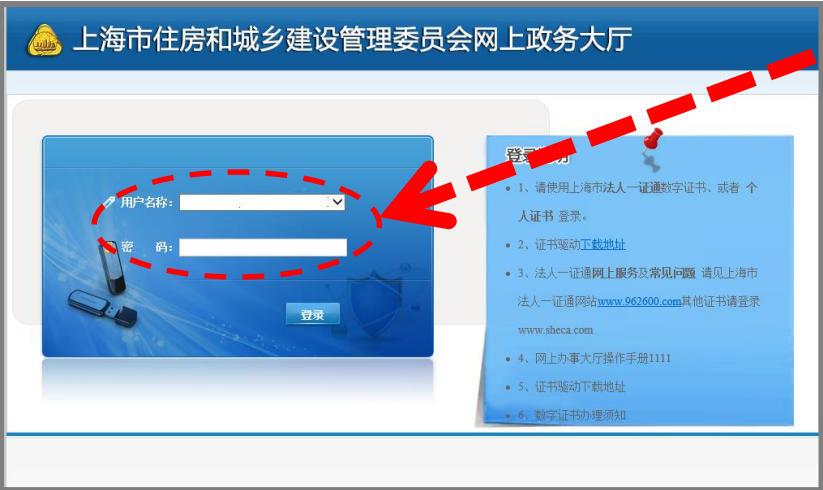 上海市住房和城乡建设管理委员会网上政务大厅
用户名称：
密 码：
登录
登录
• 1、请使用上海市法人一证通数字证书、或者 个
人证书 登录。
• 2、证书驱动下载地址
• 3、法人一证通网上服务及常见问题 请见上海市
法人一证通网站www.962600.com其他证书请登录
www.sheca.com
• 4、网上办事大厅操作手册1111
• 5、证书驱动下载地址
• 6、数字证书办理须知